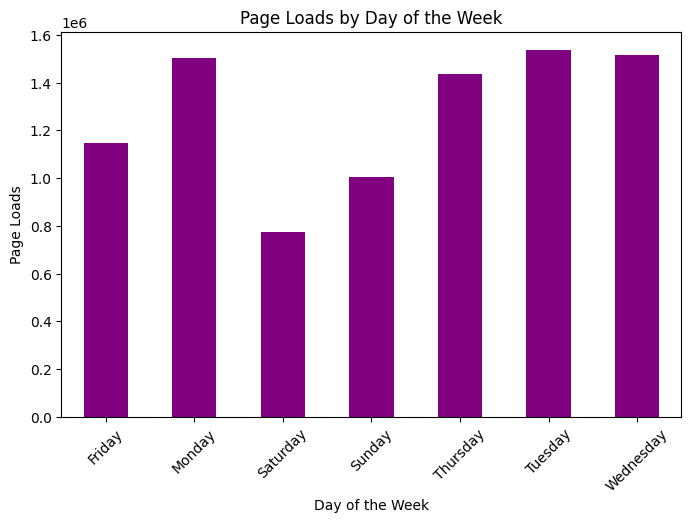 Page Loads by Day of the Week
1e6
1.6
1.4
1.2
1.0
0.8
0.6
0.4
0.2
0.0
Page Loads
Friday
Monday
Saturday
Sunday
Thursday
Tuesday
Wednesday
Day of the Week